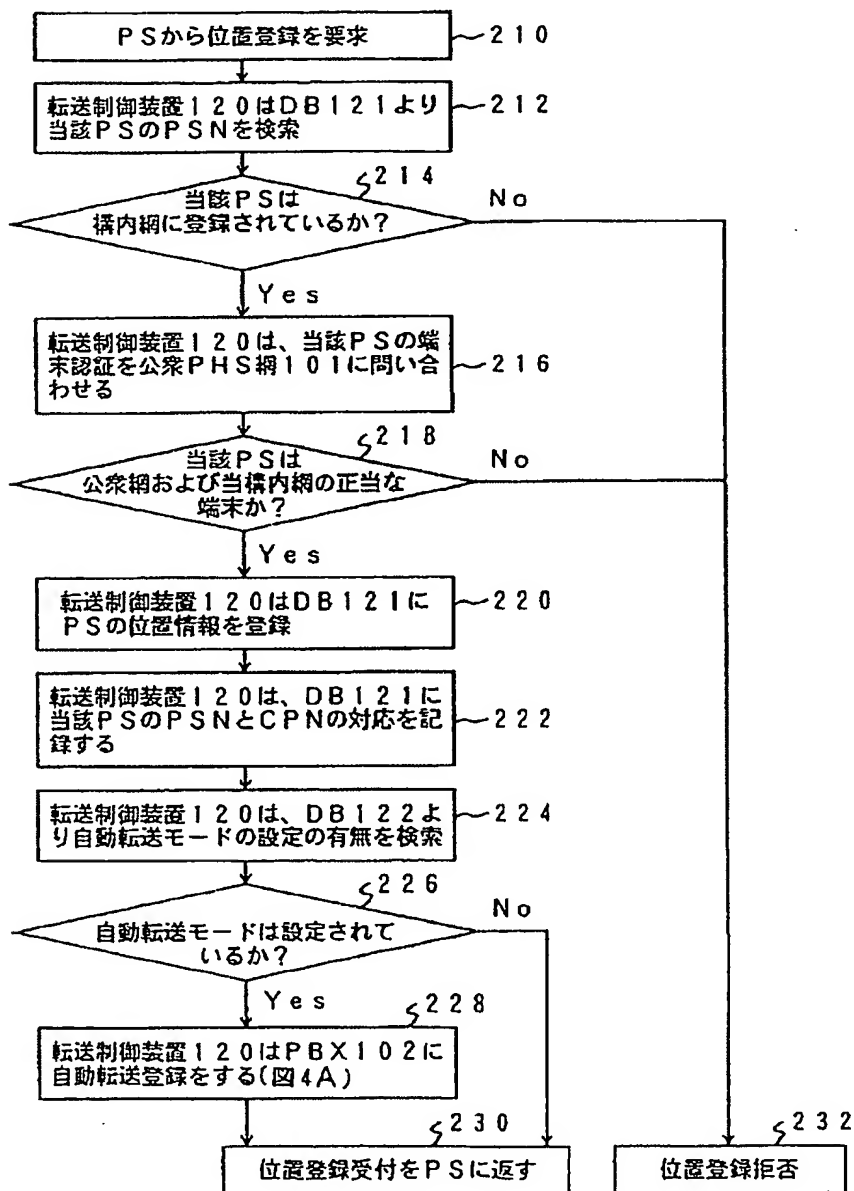 PSから位置登録を要求
210
転送制御装置120はDB121より
当該PSのPSNを検索
212
214
当該PSは
構内網に登録されているか?
No
Yes
転送制御装置120は、当該PSの端
末認証を公衆PHS網101に問い合
わせる
216
218
当該PSは
公衆網および当構内網の正当な
端末か?
No
Yes
転送制御装置120はDB121に
PSの位置情報を登録
220
転送制御装置120は、DB121に
当該PSのPSNとCPNの対応を記
録する
222
転送制御装置120は、DB122よ
り自動転送モードの設定の有無を検索
224
226
自動転送モードは設定されて
いるか?
No
Yes
228
転送制御装置120はPBX102に
自動転送登録をする(図4A)
230
位置登録受付をPSに返す
232
位置登録拒否